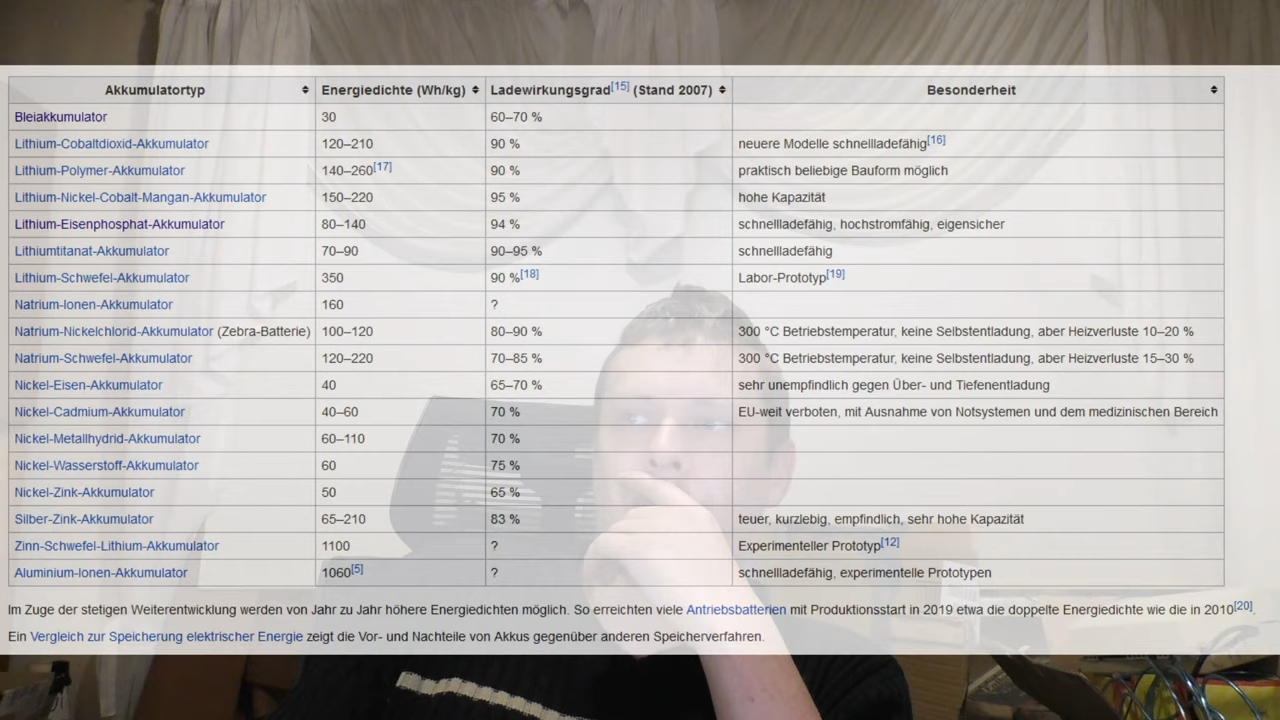 Akkumulatortyp Energiedichte (Wh/kg) Ladewirkungsgrad[15] (Stand 2007) Besonderheit
Bleiakkumulator 30 60–70 %
Lithium-Cobaltdioxid-Akkumulator 120–210 90 % neuere Modelle schnellladefähig[16]
Lithium-Polymer-Akkumulator 140–260[17] 90 % praktisch beliebige Bauform möglich
Lithium-Nickel-Cobalt-Mangan-Akkumulator 150–220 95 % hohe Kapazität
Lithium-Eisenphosphat-Akkumulator 80–140 94 % schnellladefähig, hochstromfähig, eigensicher
Lithiumtitanat-Akkumulator 70–90 90–95 % schnellladefähig
Lithium-Schwefel-Akkumulator 350 90 %[18] Labor-Prototyp[19]
Natrium-Ionen-Akkumulator 160 ?
Natrium-Nickelchlorid-Akkumulator (Zebra-Batterie) 100–120 80–90 % 300 °C Betriebstemperatur, keine Selbstentladung, aber Heizverluste 10–20 %
Natrium-Schwefel-Akkumulator 120–220 70–85 % 300 °C Betriebstemperatur, keine Selbstentladung, aber Heizverluste 15–30 %
Nickel-Eisen-Akkumulator 40 65–70 % sehr unempfindlich gegen Über- und Tiefenentladung
Nickel-Cadmium-Akkumulator 40–60 70 % EU-weit verboten, mit Ausnahme von Notsystemen und dem medizinischen Bereich
Nickel-Metallhydrid-Akkumulator 60–110 70 %
Nickel-Wasserstoff-Akkumulator 60 75 %
Nickel-Zink-Akkumulator 50 65 %
Silber-Zink-Akkumulator 65–210 83 % teuer, kurzlebig, empfindlich, sehr hohe Kapazität
Zinn-Schwefel-Lithium-Akkumulator 1100 ? Experimenteller Prototyp[12]
Aluminium-Ionen-Akkumulator 1060[5] ? schnellladefähig, experimentelle Prototypen
Im Zuge der stetigen Weiterentwicklung werden von Jahr zu Jahr höhere Energiedichten möglich. So erreichten viele Antriebsbatterien mit Produktionsstart in 2019 etwa die doppelte Energiedichte wie die in 2010[20].
Ein Vergleich zur Speicherung elektrischer Energie zeigt die Vor- und Nachteile von Akkus gegenüber anderen Speicherverfahren.